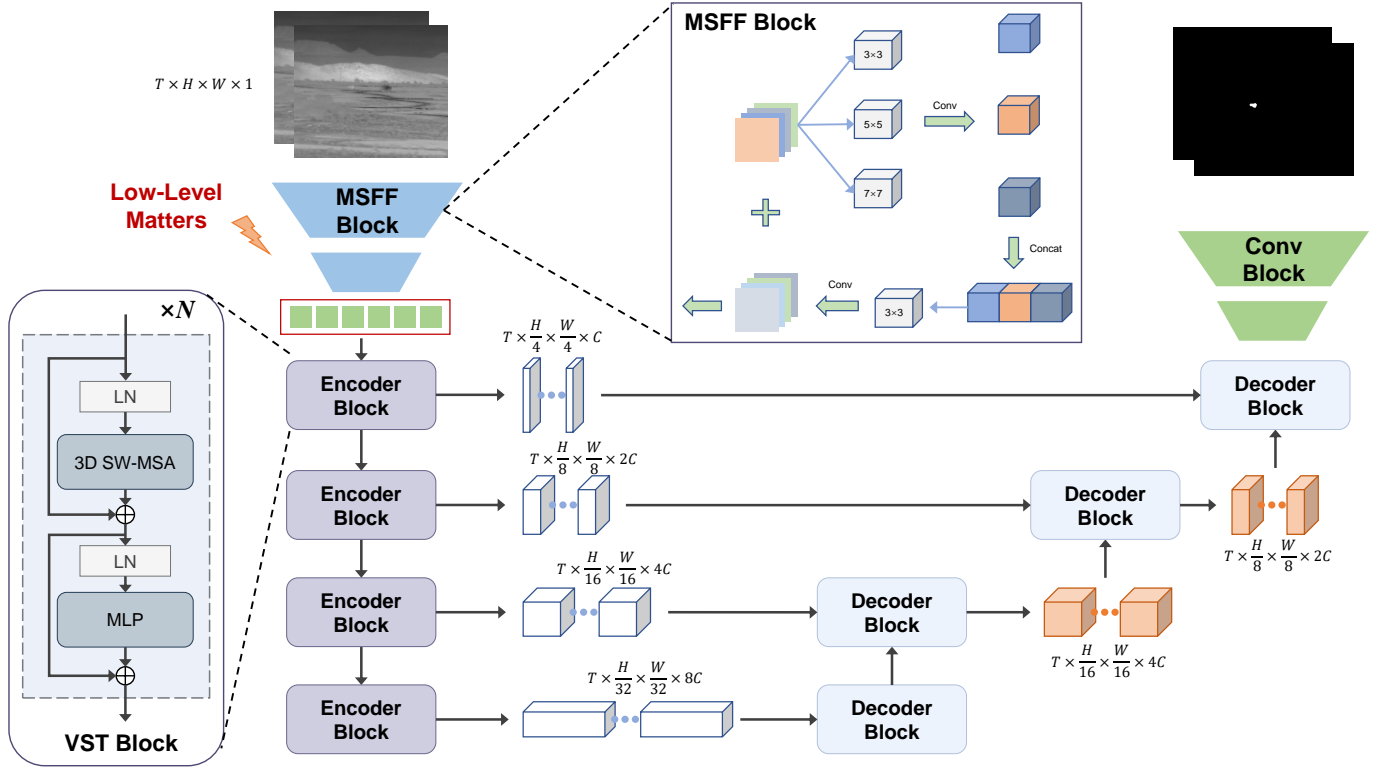 T × H × W × 1
Low-Level
Matters
MSFF
Block
MSFF Block
3×3
5×5
7×7
Conv
Concat
3×3
Conv
Conv
Block
×N
LN
3D SW-MSA
LN
MLP
VST Block
Encoder
Block
T × H/4 × W/4 × C
Decoder
Block
Encoder
Block
T × H/8 × W/8 × 2C
Decoder
Block
T × H/8 × W/8 × 2C
Encoder
Block
T × H/16 × W/16 × 4C
Decoder
Block
T × H/16 × W/16 × 4C
Encoder
Block
T × H/32 × W/32 × 8C
Decoder
Block